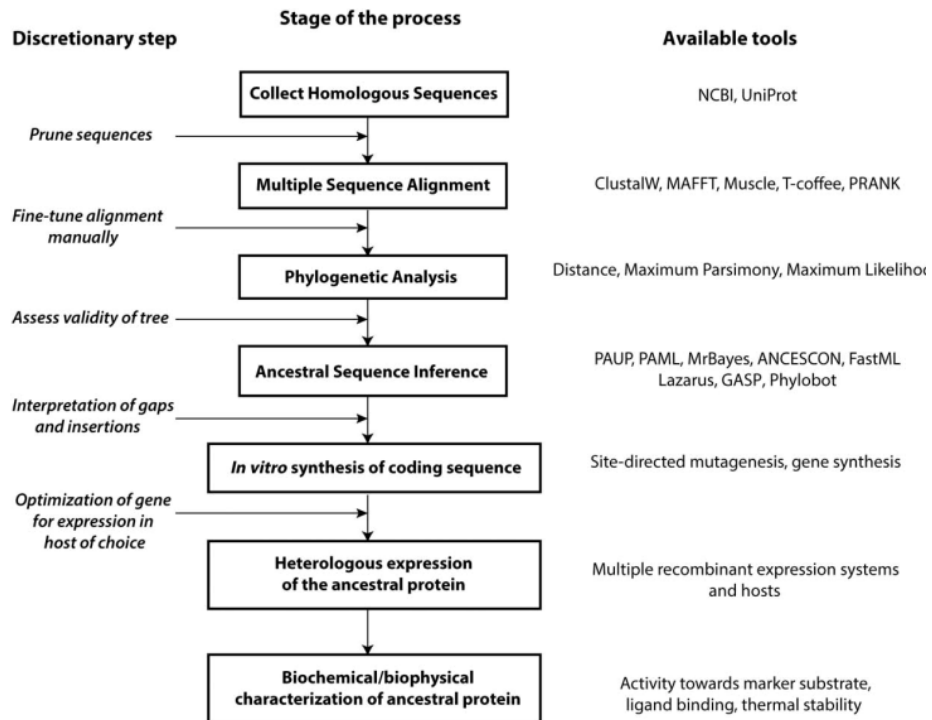 Stage of the process
Discretionary step
Available tools
Collect Homologous Sequences
NCBI, UniProt
Prune sequences
Multiple Sequence Alignment
ClustalW, MAFFT, Muscle, T-coffee, PRANK
Fine-tune alignment
manually
Phylogenetic Analysis
Distance, Maximum Parsimony, Maximum Likelihoo
Assess validity of tree
Ancestral Sequence Inference
PAUP, PAML, MrBayes, ANCESCON, FastML
Lazarus, GASP, Phylobot
Interpretation of gaps
and insertions
In vitro synthesis of coding sequence
Site-directed mutagenesis, gene synthesis
Optimization of gene
for expression in
host of choice
Heterologous expression
of the ancestral protein
Multiple recombinant expression systems
and hosts
Biochemical/biophysical
characterization of ancestral protein
Activity towards marker substrate,
ligand binding, thermal stability